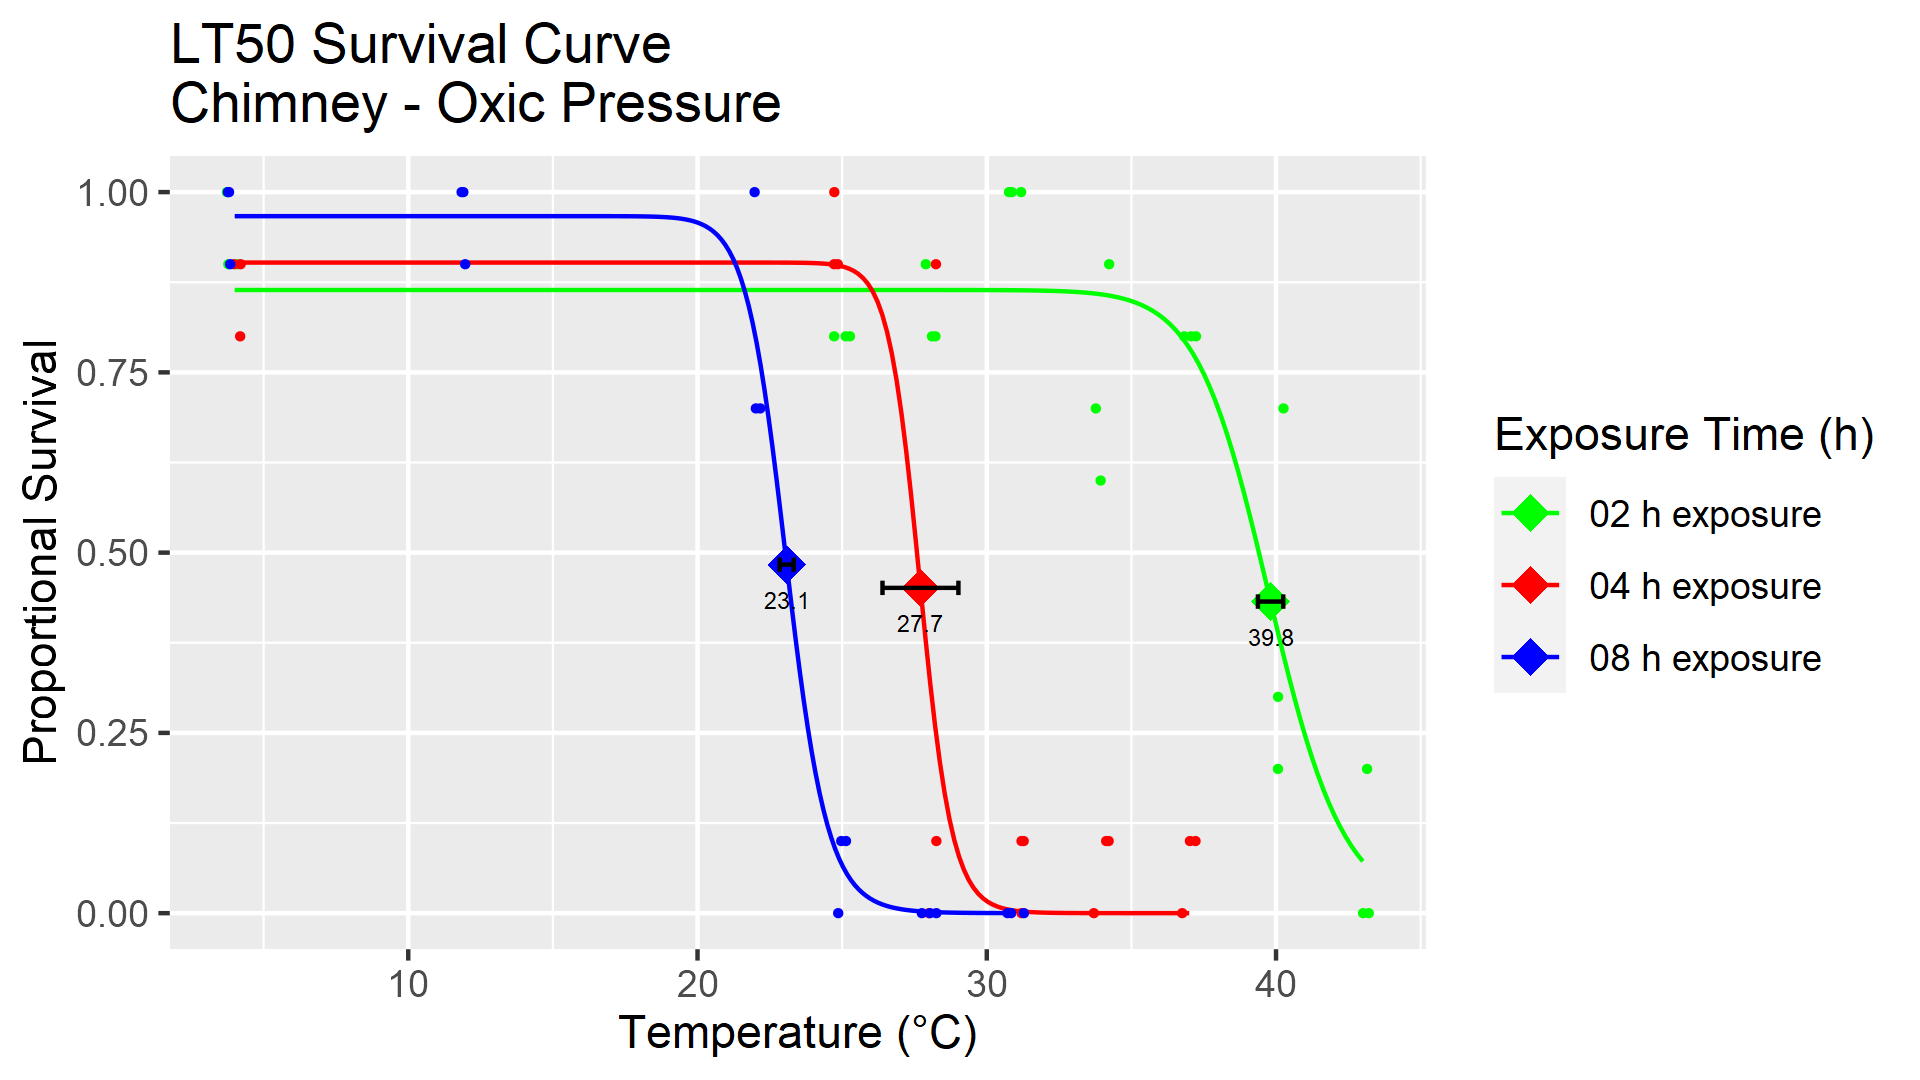 LT50 Survival Curve
Chimney - Oxic Pressure
Proportional Survival
1.00
0.75
0.50
0.25
0.00
23.1
27.7
39.8
10
20
30
40
Temperature (°C)
Exposure Time (h)
02 h exposure
04 h exposure
08 h exposure